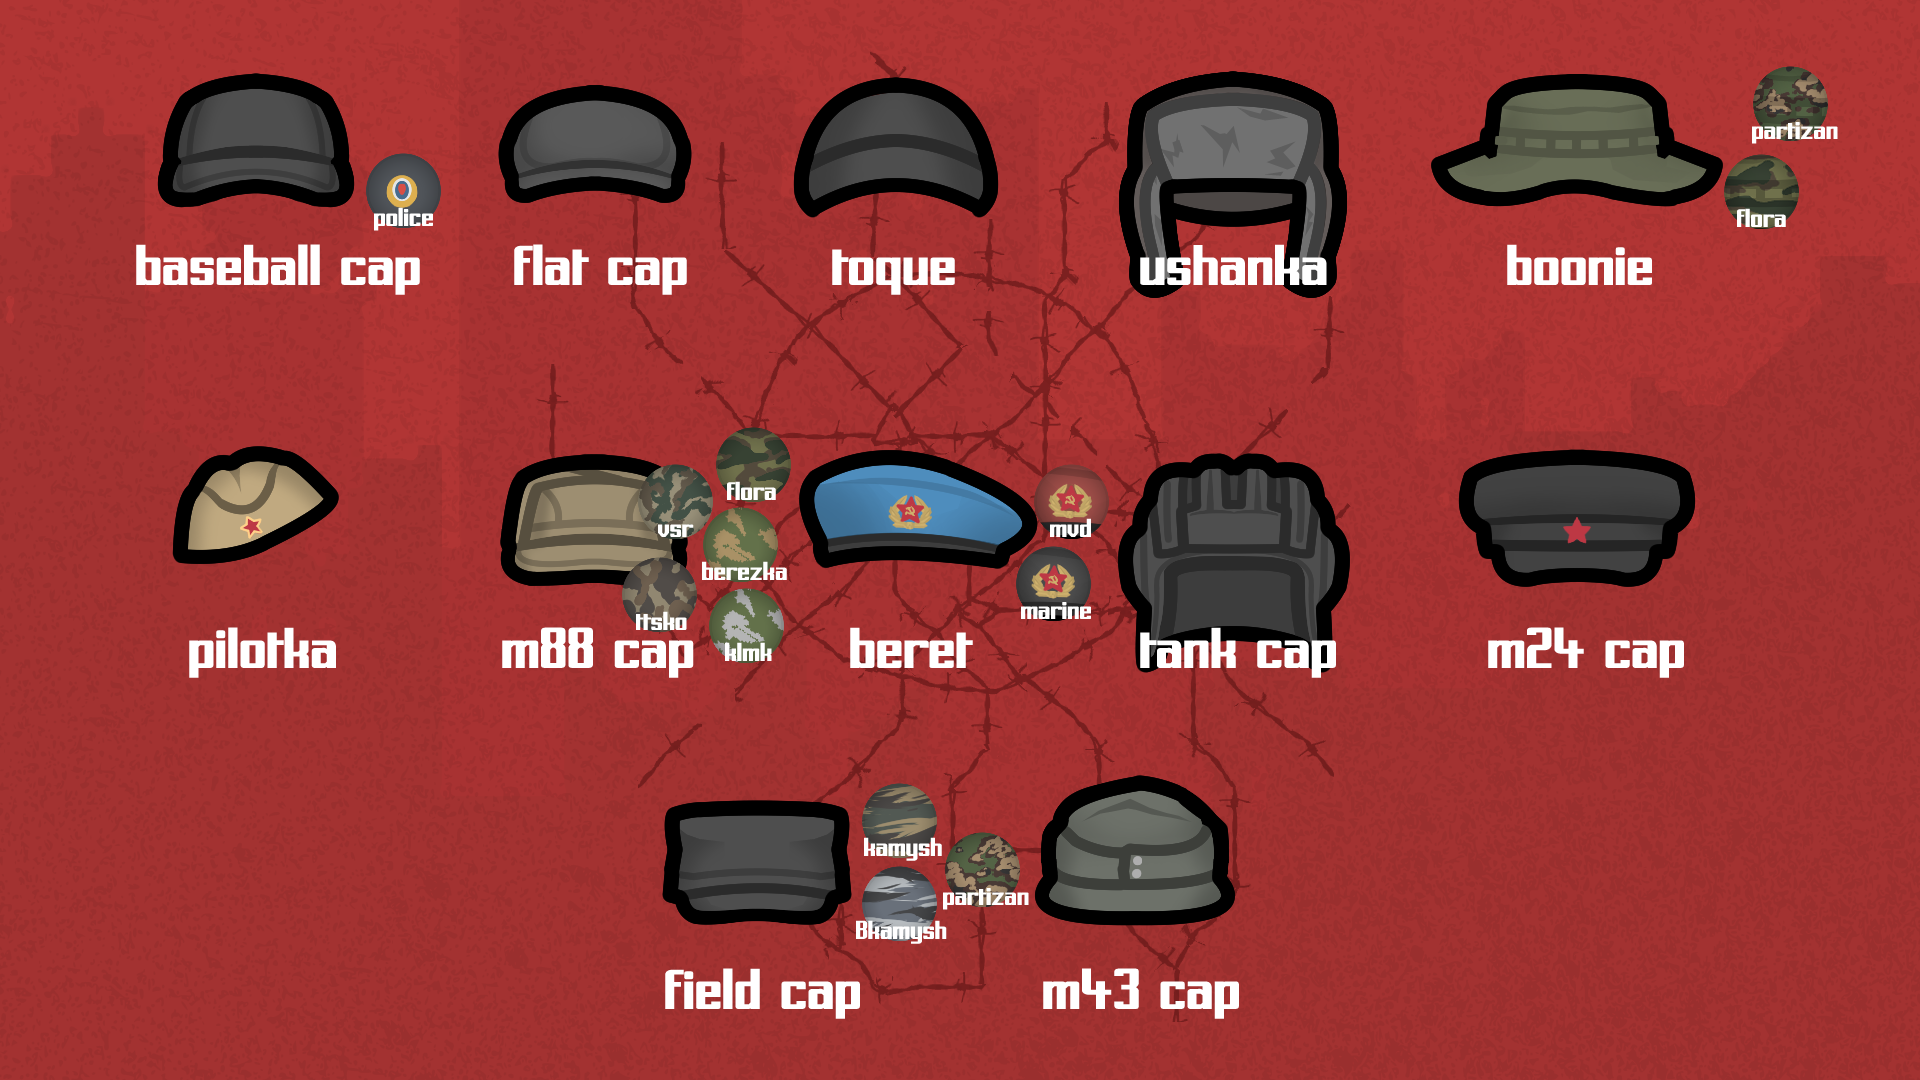 partizan
police
flora
baseball cap
flat cap
toque
ushanka
boonie
flora
vsr
mvd
berezka
marine
ttsko
klmk
pilotka
m88 cap
beret
tank cap
m24 cap
kamysh
partizan
Bkamysh
field cap
m43 cap